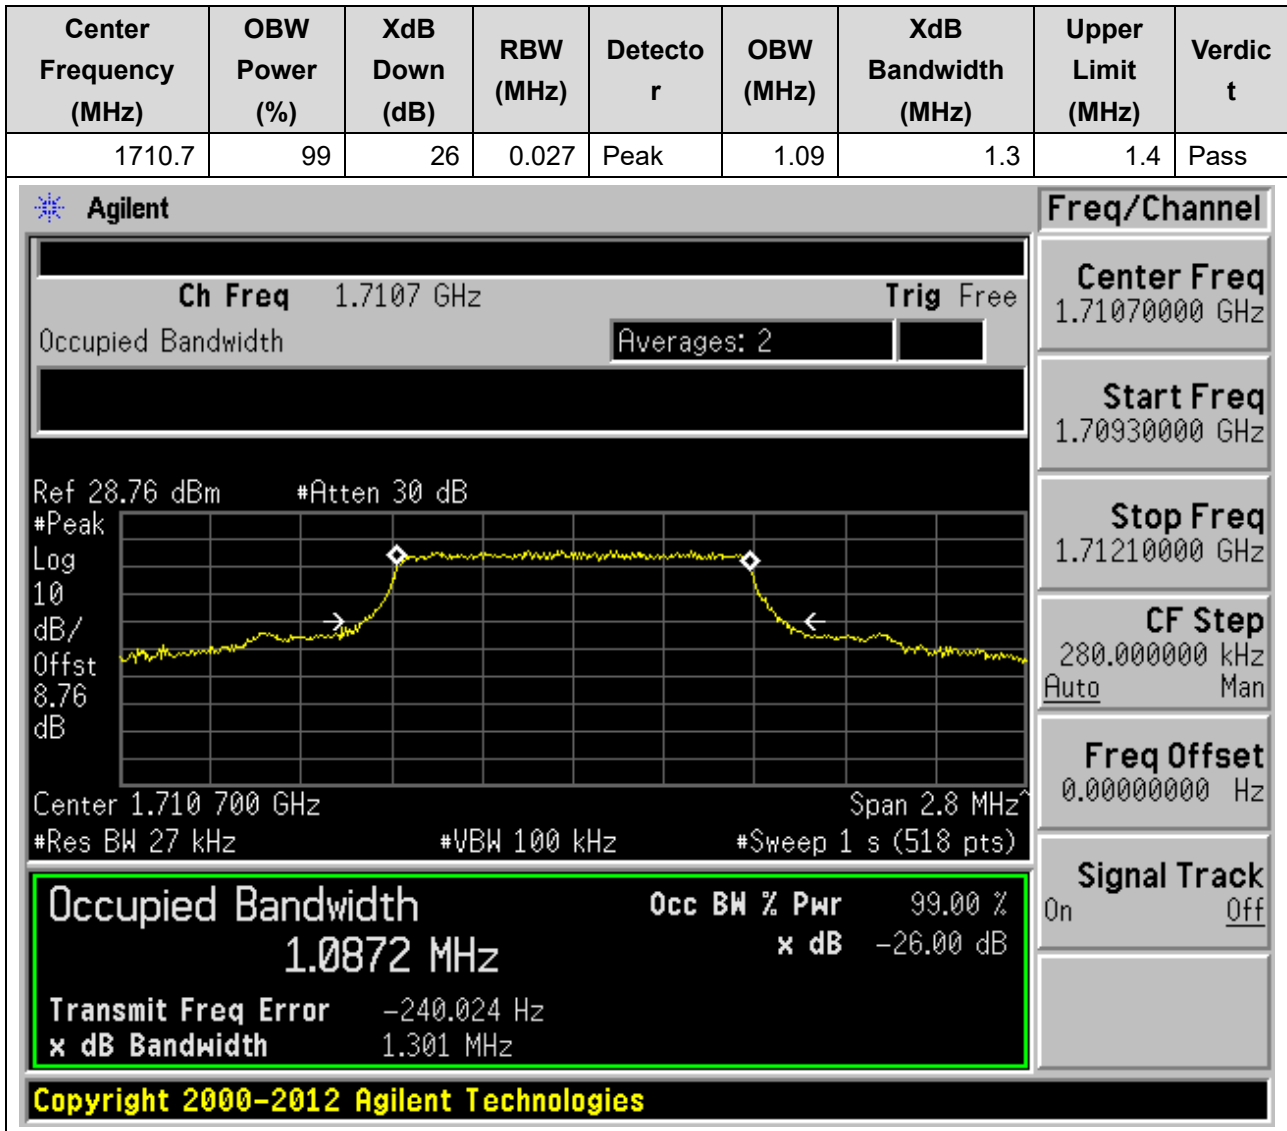 Center Frequency (MHz) OBW Power (%) XdB Down (dB) RBW (MHz) Detecto r OBW (MHz) XdB Bandwidth (MHz) Upper Limit (MHz) Verdic t
1710.7 99 26 0.027 Peak 1.09 1.3 1.4 Pass
Agilent Freq/Channel
Ch Freq 1.7107 GHz Trig Free
Occupied Bandwidth Averages: 2
Center Freq
1.71070000 GHz
Start Freq
1.70930000 GHz
Stop Freq
1.71210000 GHz
CF Step
280.000000 kHz
Auto Man
Freq Offset
0.00000000 Hz
Signal Track
On Off
Ref 28.76 dBm #Atten 30 dB
#Peak
Log
10
dB/
Offst
8.76
dB
Center 1.710 700 GHz Span 2.8 MHz^
#Res BW 27 kHz #VBW 100 kHz #Sweep 1 s (518 pts)
Occupied Bandwidth Occ BW % Pwr 99.00 %
1.0872 MHz x dB -26.00 dB
Transmit Freq Error -240.024 Hz
x dB Bandwidth 1.301 MHz
Copyright 2000-2012 Agilent Technologies